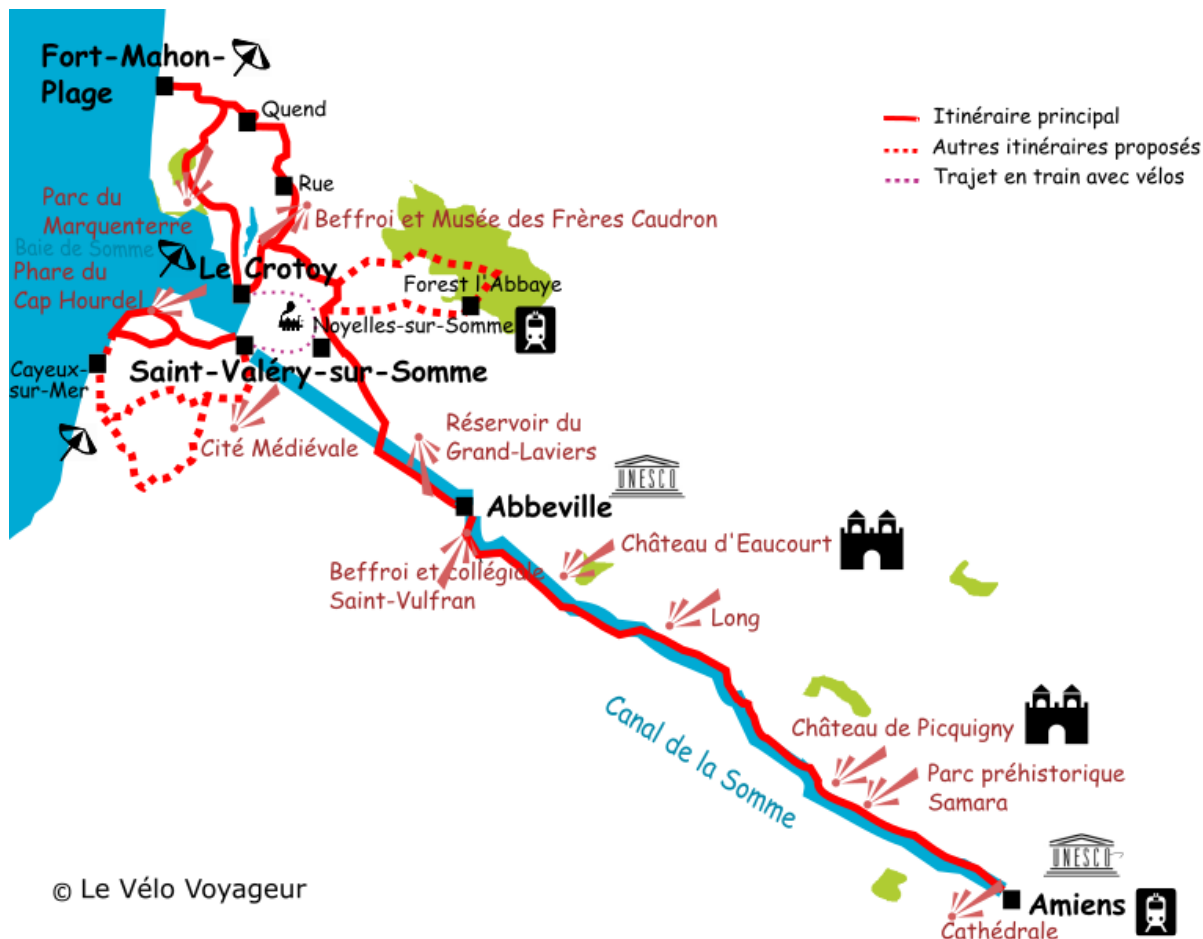 Fort-Mahon-
Plage
Quend
Itinéraire principal
Autres itinéraires proposés
Trajet en train avec vélos
Rue
Parc du
Marquenterre
Beffroi et Musée des Frères Caudron
Baie de Somme
Phare du
Cap Hourdel
Le Crotoy
Forest l'Abbaye
Noyelles-sur-Somme
Cayeux-
sur-Mer
Saint-Valéry-sur-Somme
Cité Médiévale
Réservoir du
Grand-Laviers
UNESCO
Abbeville
Château d'Eaucourt
Beffroi et collégiale
Saint-Vulfran
Long
Canal de la Somme
Château de Picquigny
Parc préhistorique
Samara
UNESCO
Amiens
Cathédrale
© Le Vélo Voyageur